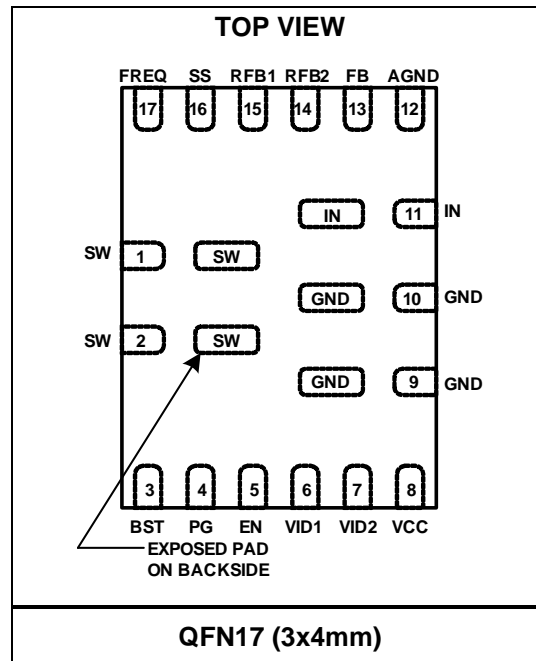 TOP VIEW
FREQ SS RFB1 RFB2 FB AGND
17 16 15 14 13 12
IN 11 IN
SW 1 SW
GND 10 GND
SW 2 SW
GND 9 GND
3 4 5 6 7 8
BST PG EN VID1 VID2 VCC
EXPOSED PAD
ON BACKSIDE
QFN17 (3x4mm)